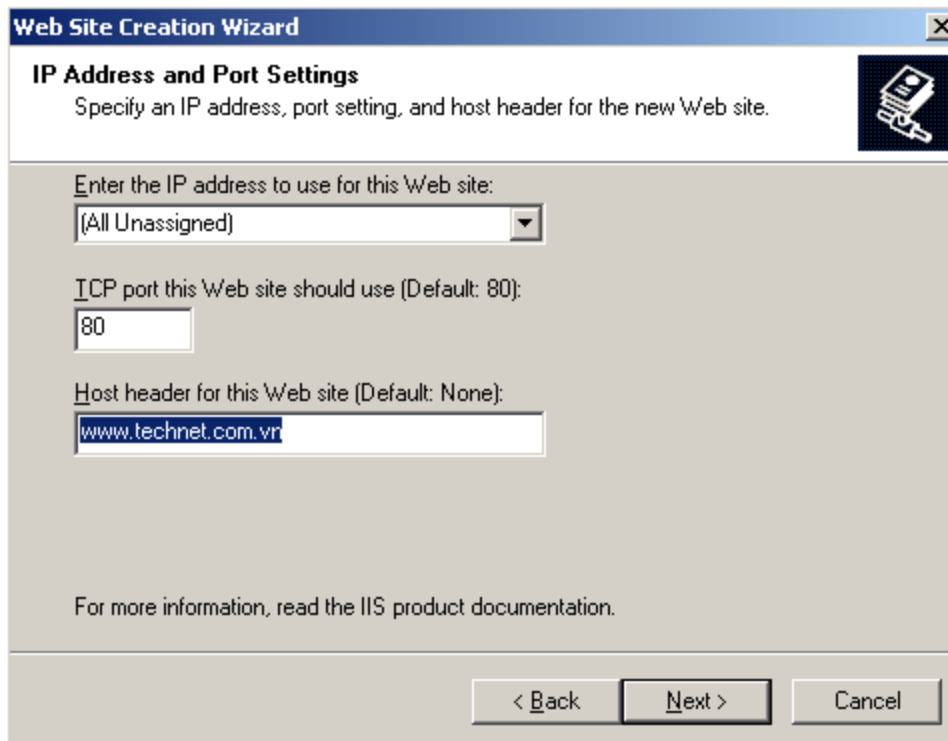 Web Site Creation Wizard
IP Address and Port Settings
Specify an IP address, port setting, and host header for the new Web site.
Enter the IP address to use for this Web site:
(All Unassigned)
TCP port this Web site should use (Default: 80):
80
Host header for this Web site (Default: None):
www.technet.com.vn
For more information, read the IIS product documentation.
< Back Next > Cancel